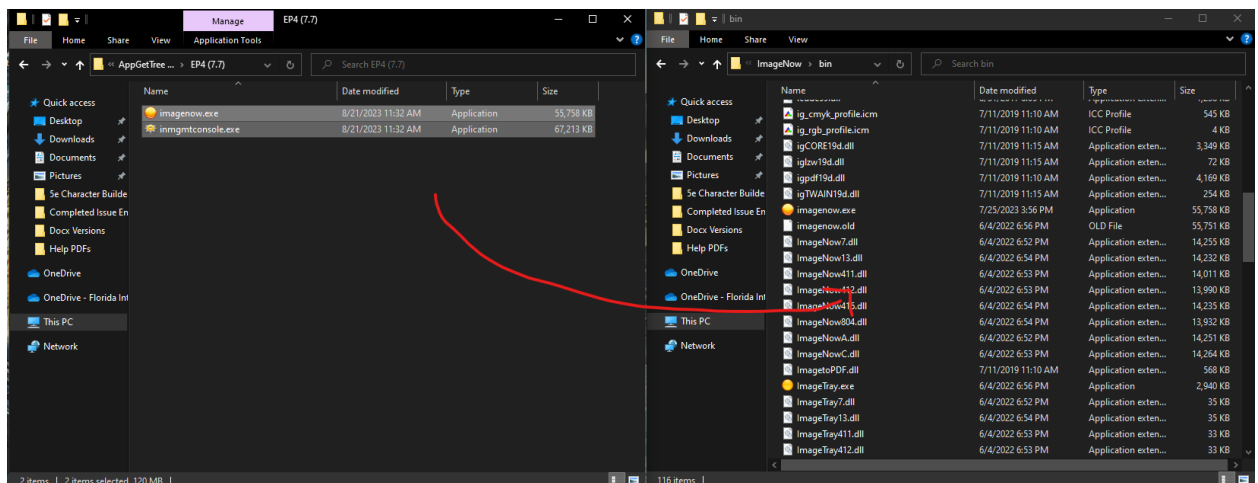 Manage
EP4 (7.7)
File Home Share View Application Tools
« AppGetTree ... › EP4 (7.7)
Search EP4 (7.7)
Quick access
Desktop
Downloads
Documents
Pictures
5e Character Builde
Completed Issue En
Docx Versions
Help PDFs
OneDrive
OneDrive - Florida Int
This PC
Network
Name Date modified Type Size
imagenow.exe 8/21/2023 11:32 AM Application 55,758 KB
inmgmtconsole.exe 8/21/2023 11:32 AM Application 67,213 KB
2 items 2 items selected 120 MB
bin
File Home Share View
« ImageNow › bin
Search bin
Quick access
Desktop
Downloads
Documents
Pictures
5e Character Builde
Completed Issue En
Docx Versions
Help PDFs
OneDrive
OneDrive - Florida Int
This PC
Network
Name Date modified Type Size
ig_cmyk_profile.icm 7/11/2019 11:10 AM ICC Profile 545 KB
ig_rgb_profile.icm 7/11/2019 11:10 AM ICC Profile 4 KB
igCORE19d.dll 7/11/2019 11:15 AM Application exten... 3,349 KB
iglzw19d.dll 7/11/2019 11:15 AM Application exten... 72 KB
igpdf19d.dll 7/11/2019 11:10 AM Application exten... 4,169 KB
igTWAIN19d.dll 7/11/2019 11:15 AM Application exten... 254 KB
imagenow.exe 7/25/2023 3:56 PM Application 55,758 KB
imagenow.old 6/4/2022 6:56 PM OLD File 55,751 KB
ImageNow7.dll 6/4/2022 6:52 PM Application exten... 14,255 KB
ImageNow13.dll 6/4/2022 6:54 PM Application exten... 14,232 KB
ImageNow411.dll 6/4/2022 6:53 PM Application exten... 14,011 KB
ImageNow412.dll 6/4/2022 6:53 PM Application exten... 13,990 KB
6/4/2022 6:54 PM Application exten... 14,235 KB
ImageNow804.dll 6/4/2022 6:54 PM Application exten... 13,932 KB
ImageNowA.dll 6/4/2022 6:52 PM Application exten... 14,251 KB
ImageNowC.dll 6/4/2022 6:53 PM Application exten... 14,264 KB
ImagetoPDF.dll 7/11/2019 11:10 AM Application exten... 568 KB
ImageTray.exe 6/4/2022 6:56 PM Application 2,940 KB
ImageTray7.dll 6/4/2022 6:52 PM Application exten... 35 KB
ImageTray13.dll 6/4/2022 6:54 PM Application exten... 35 KB
ImageTray411.dll 6/4/2022 6:53 PM Application exten... 33 KB
ImageTray412.dll 6/4/2022 6:53 PM Application exten... 33 KB
116 items